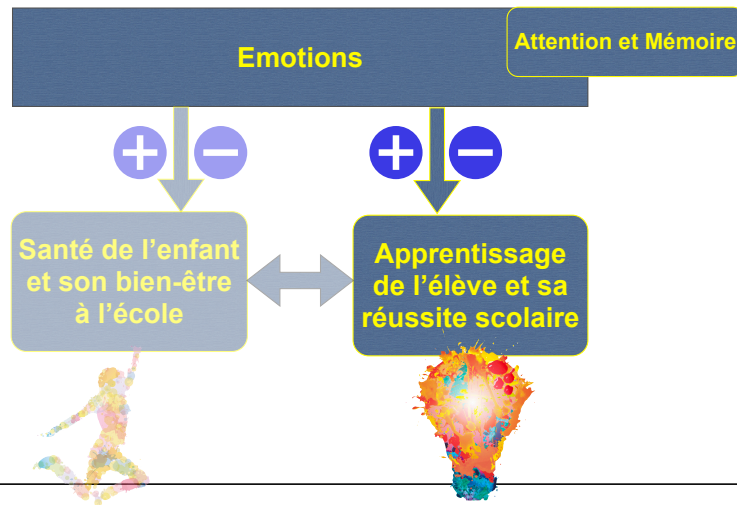 Emotions
Attention et Mémoire
Santé de l’enfant
et son bien-être
à l’école
Apprentissage
de l’élève et sa
réussite scolaire